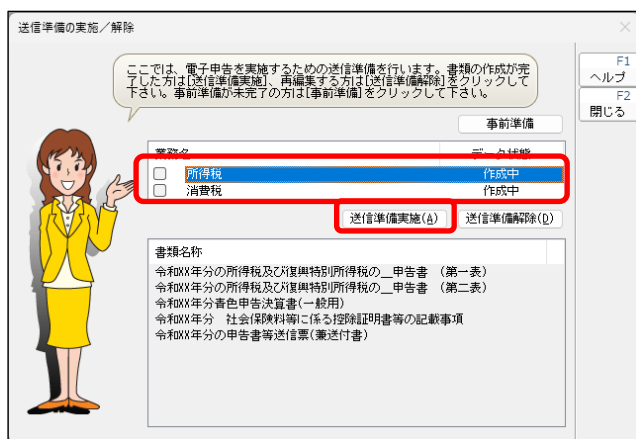 送信準備の実施／解除
ここでは、電子申告を実施するための送信準備を行います。書類の作成が完
了した方は[送信準備実施]、再編集する方は[送信準備解除]をクリックして
下さい。事前準備が未完了の方は[事前準備]をクリックして下さい。
F1
ヘルプ
F2
閉じる
事前準備
業務名 データ状態
所得税 作成中
消費税 作成中
送信準備実施(A) 送信準備解除(D)
書類名称
令和XX年分の所得税及び復興特別所得税の__申告書 (第一表)
令和XX年分の所得税及び復興特別所得税の__申告書 (第二表)
令和XX年分青色申告決算書(一般用)
令和XX年分 社会保険料等に係る控除証明書等の記載事項
令和XX年分の申告書等送信票(兼送付書)